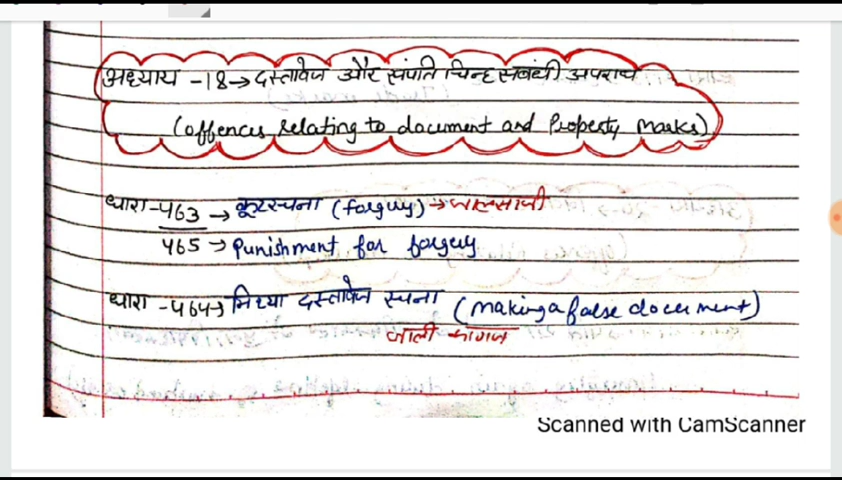 अध्याय -18→ दस्तावेज और संपति चिन्ह संबंधी अपराध
(offences relating to document and Property Marks)
धारा-463 → कूटरचना (forgery) → जालसाजी
465 → Punishment for forgery
धारा -464→ मिथ्या दस्तावेज रचना (making a false document)
जाली कागज
Scanned with CamScanner